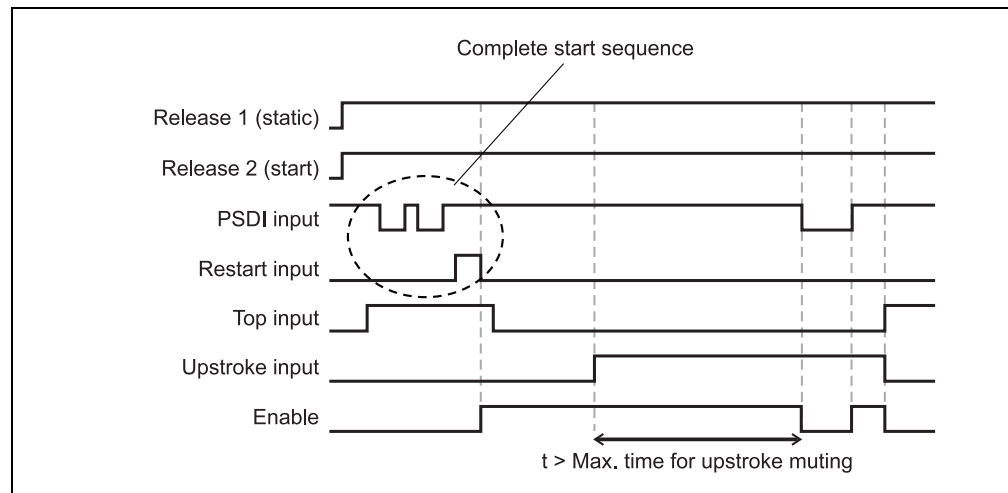 Complete start sequence
Release 1 (static)
Release 2 (start)
PSDI input
Restart input
Top input
Upstroke input
Enable
t > Max. time for upstroke muting